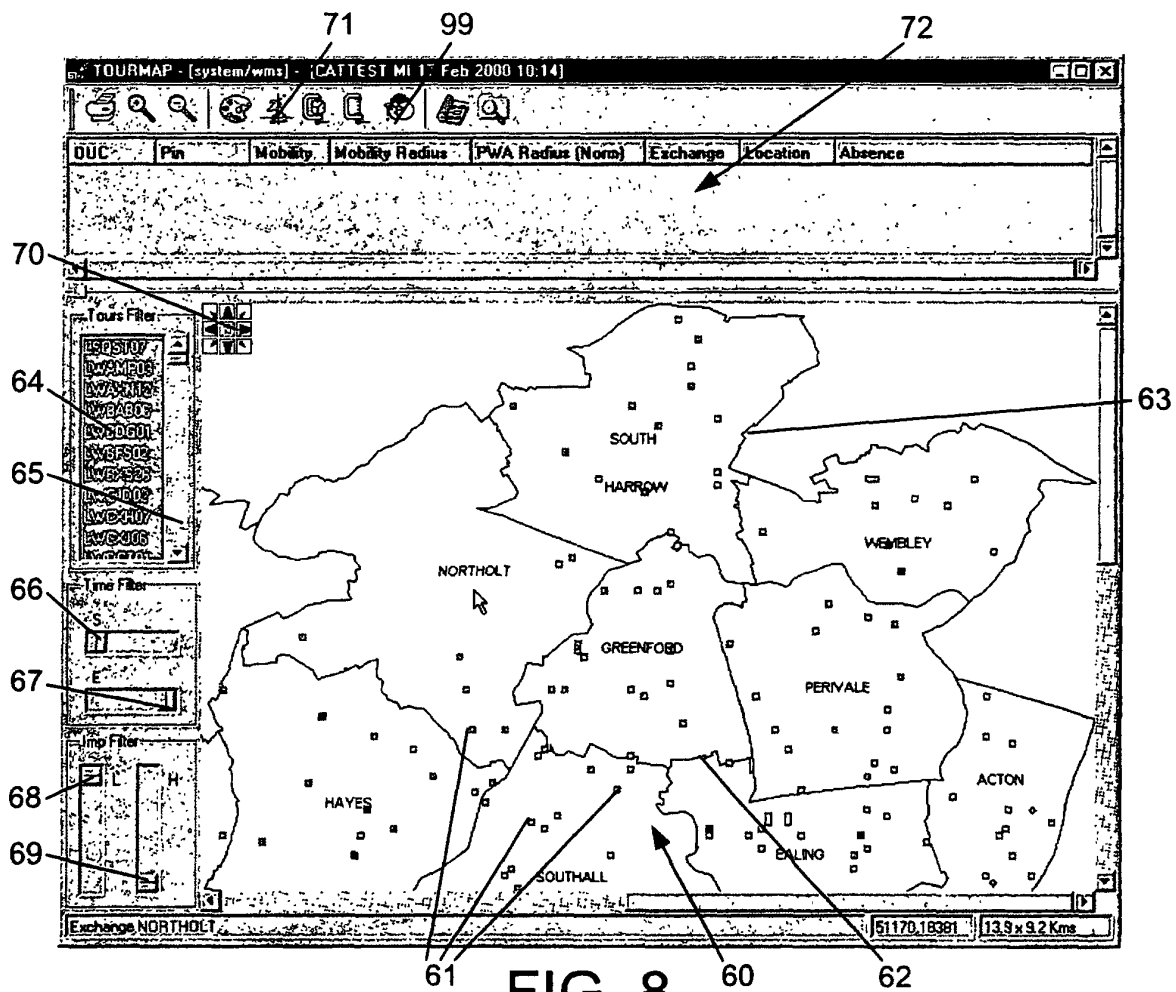 71 99 72
TOURMAP - [system/wms] - [CATTEST MI 17 Feb 2000 10:14]
OUC Pin Mobility Mobility Radius PWA Radius (Norm) Exchange Location Absence
70
Tours Filter
LWBAB06
64
63
65
SOUTH
HARROW
WEMBLEY
NORTHOLT
Time Filter
66
S
GREENFORD
67
E
PERIVALE
Imp Filter
68
L H
HAYES
ACTON
69
EALING
SOUTHALL
Exchange NORTHOLT
51170,18381 13.9 x 9.2 Kms
61 60 62
FIG. 8